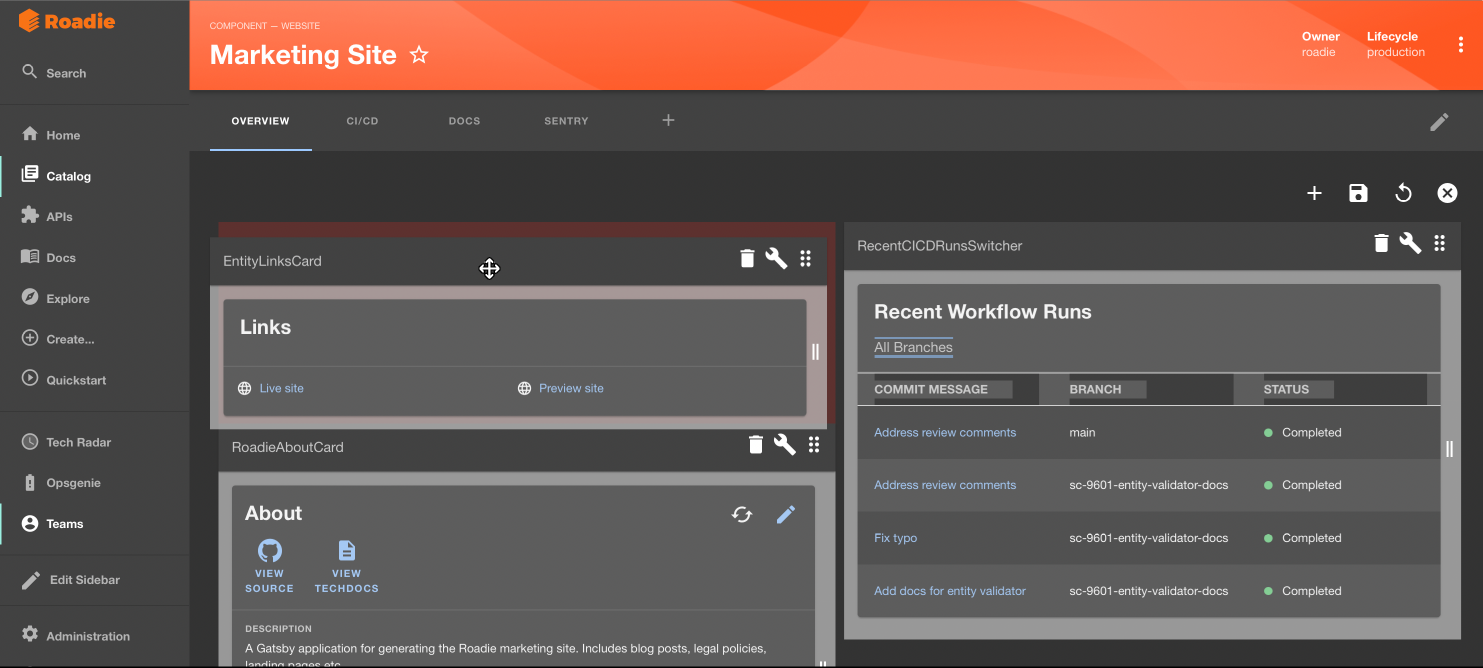 Roadie
Search
Home
Catalog
APIs
Docs
Explore
Create...
Quickstart
Tech Radar
Opsgenie
Teams
Edit Sidebar
Administration
COMPONENT — WEBSITE
Marketing Site
Owner
roadie
Lifecycle
production
OVERVIEW CI/CD DOCS SENTRY
EntityLinksCard
Links
Live site Preview site
RoadieAboutCard
About
VIEW SOURCE
VIEW TECHDOCS
DESCRIPTION
A Gatsby application for generating the Roadie marketing site. Includes blog posts, legal policies,
landing pages etc
RecentCICDRunsSwitcher
Recent Workflow Runs
All Branches
COMMIT MESSAGE BRANCH STATUS
Address review comments main Completed
Address review comments sc-9601-entity-validator-docs Completed
Fix typo sc-9601-entity-validator-docs Completed
Add docs for entity validator sc-9601-entity-validator-docs Completed